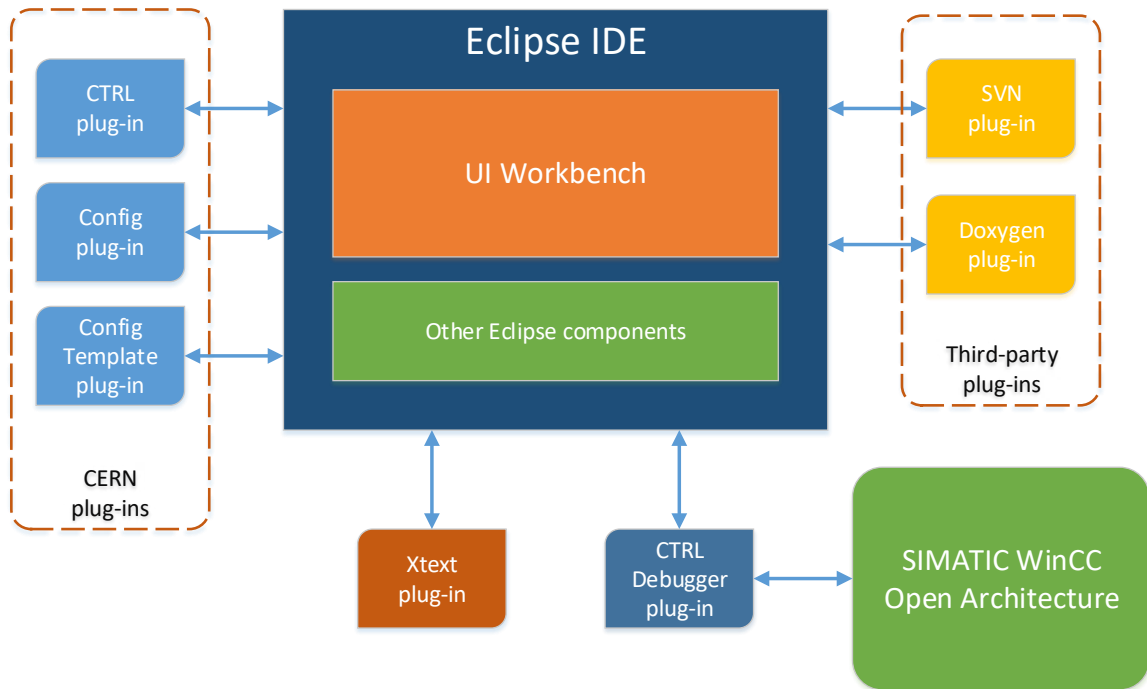 Eclipse IDE
CTRL
plug-in
Config
plug-in
Config
Template
plug-in
CERN
plug-ins
UI Workbench
Other Eclipse components
SVN
plug-in
Doxygen
plug-in
Third-party
plug-ins
Xtext
plug-in
CTRL
Debugger
plug-in
SIMATIC WinCC
Open Architecture